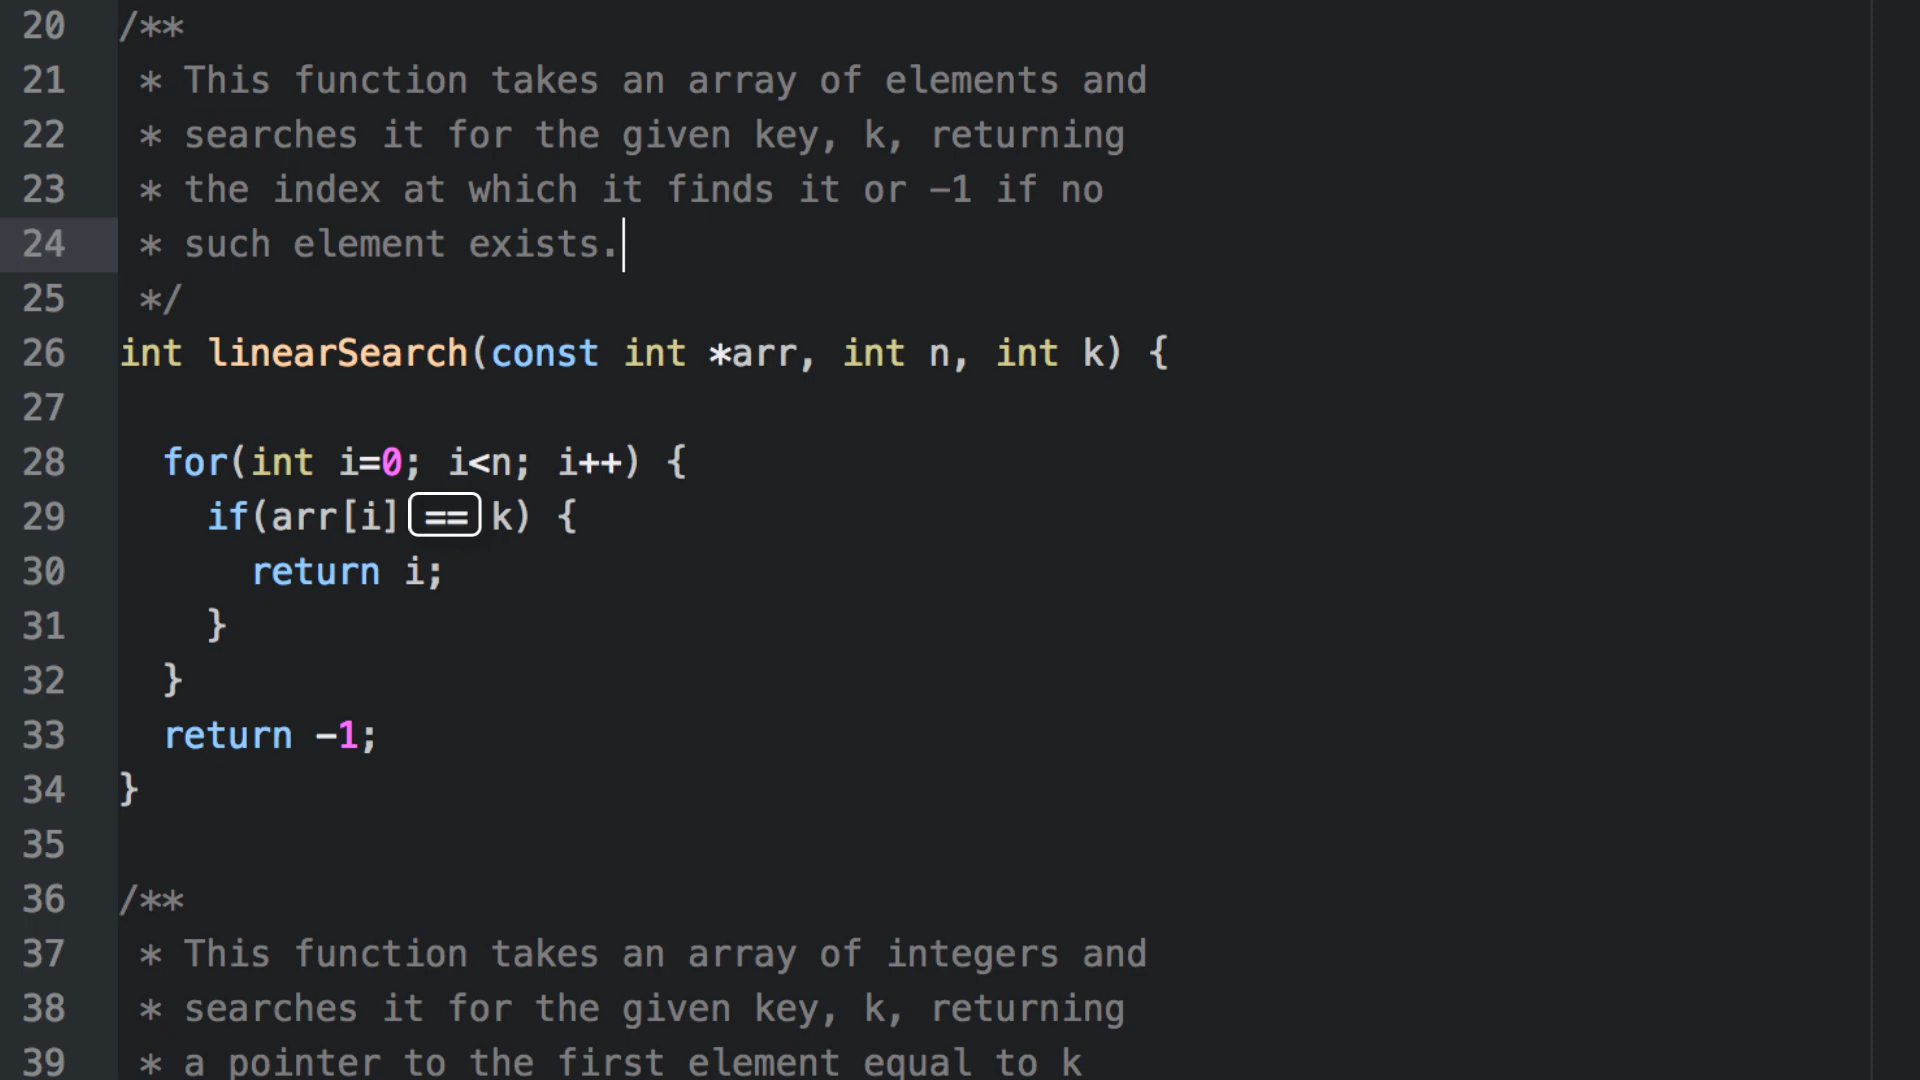 20 /**
21  * This function takes an array of elements and
22  * searches it for the given key, k, returning
23  * the index at which it finds it or -1 if no
24  * such element exists.
25  */
26 int linearSearch(const int *arr, int n, int k) {
27
28   for(int i=0; i<n; i++) {
29     if(arr[i] == k) {
30       return i;
31     }
32   }
33   return -1;
34 }
35
36 /**
37  * This function takes an array of integers and
38  * searches it for the given key, k, returning
39  * a pointer to the first element equal to k